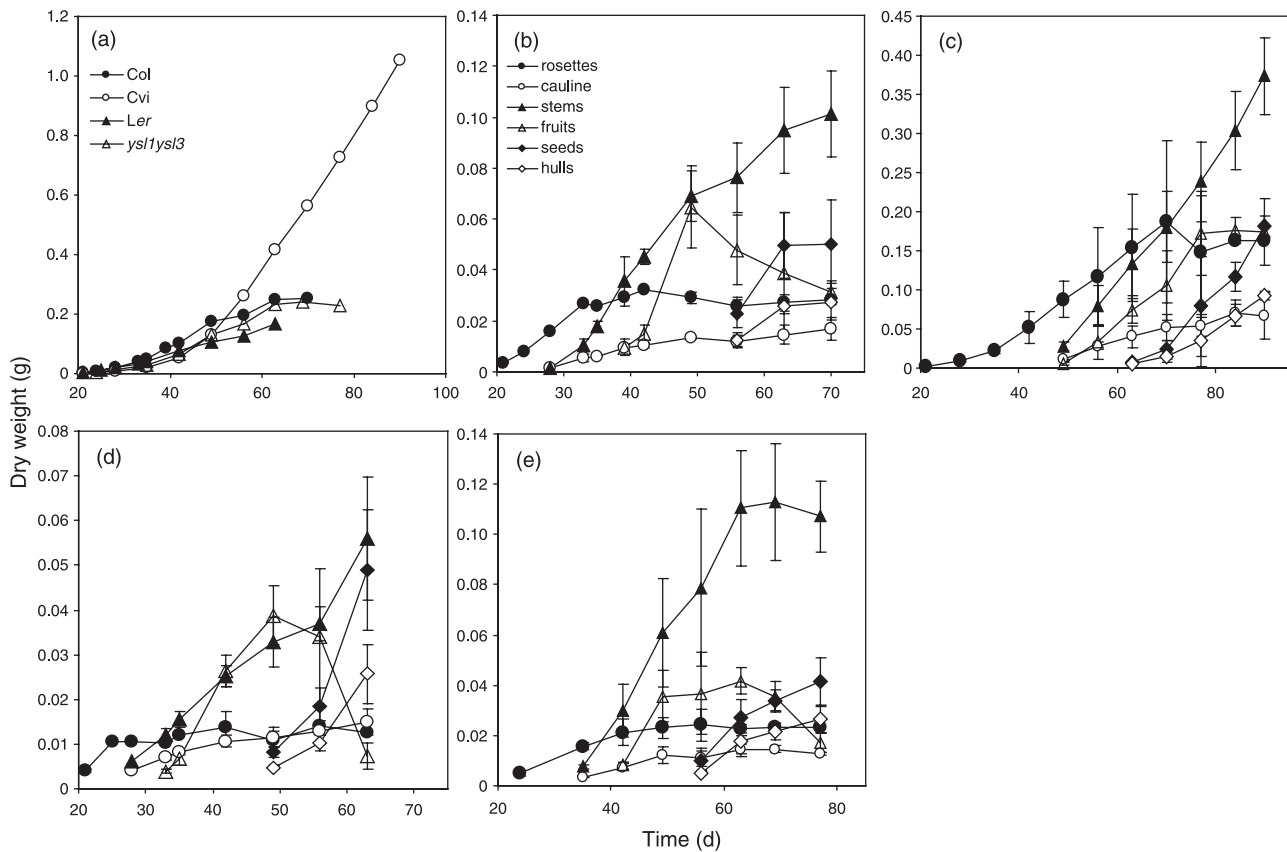 (a)
1.2
1.0
0.8
0.6
0.4
0.2
0
20 40 60 80 100
Col
Cvi
Ler
ysl1ysl3
(b)
0.14
0.12
0.10
0.08
0.06
0.04
0.02
0
20 30 40 50 60 70
rosettes
cauline
stems
fruits
seeds
hulls
(c)
0.45
0.40
0.35
0.30
0.25
0.20
0.15
0.10
0.05
0
20 40 60 80
Dry weight (g)
(d)
0.08
0.07
0.06
0.05
0.04
0.03
0.02
0.01
0
20 30 40 50 60 70
(e)
0.14
0.12
0.10
0.08
0.06
0.04
0.02
0
20 40 60 80
Time (d)